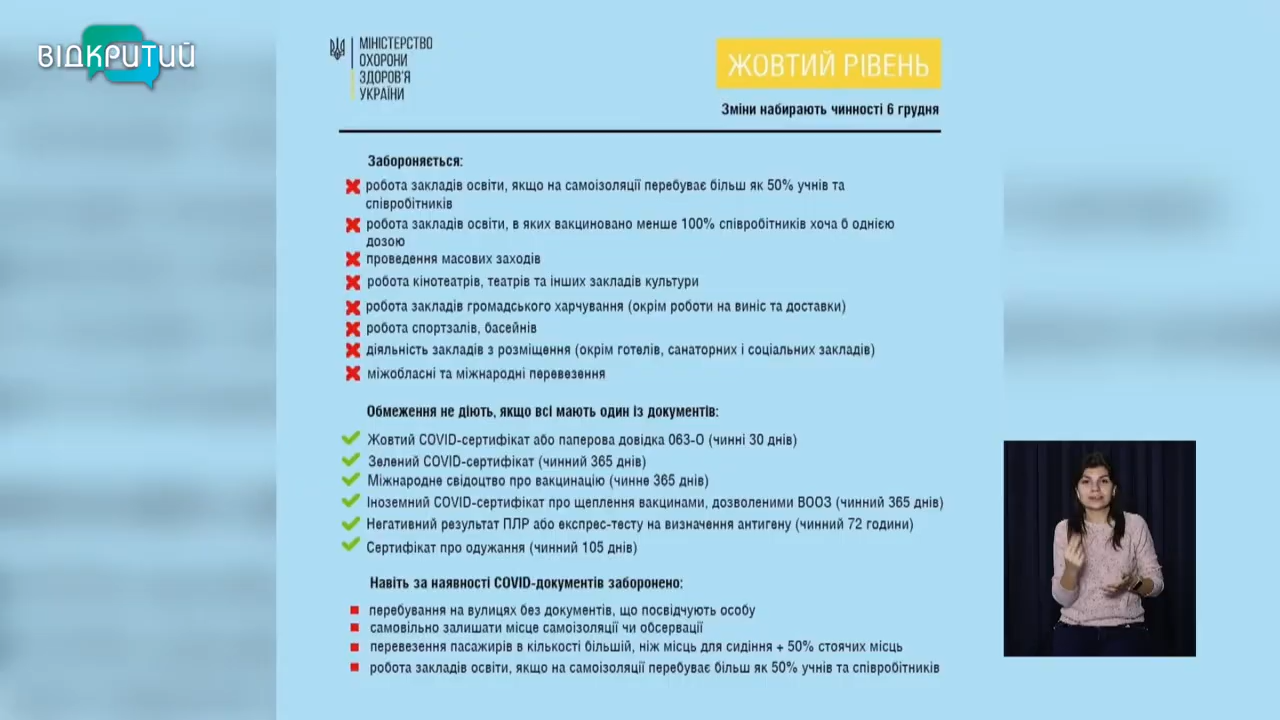 ВІДКРИТИЙ
МІНІСТЕРСТВО
ОХОРОНИ
ЗДОРОВ'Я
УКРАЇНИ
ЖОВТИЙ РІВЕНЬ
Зміни набирають чинності 6 грудня
Забороняється:
робота закладів освіти, якщо на самоізоляції перебуває більш як 50% учнів та
співробітників
робота закладів освіти, в яких вакциновано менше 100% співробітників хоча б однією
дозою
проведення масових заходів
робота кінотеатрів, театрів та інших закладів культури
робота закладів громадського харчування (окрім роботи на виніс та доставки)
робота спортзалів, басейнів
діяльність закладів з розміщення (окрім готелів, санаторних і соціальних закладів)
міжобласні та міжнародні перевезення
Обмеження не діють, якщо всі мають один із документів:
Жовтий COVID-сертифікат або паперова довідка 063-О (чинні 30 днів)
Зелений COVID-сертифікат (чинний 365 днів)
Міжнародне свідоцтво про вакцинацію (чинне 365 днів)
Іноземний COVID-сертифікат про щеплення вакцинами, дозволеними ВООЗ (чинний 365 днів)
Негативний результат ПЛР або експрес-тесту на визначення антигену (чинний 72 години)
Сертифікат про одужання (чинний 105 днів)
Навіть за наявності COVID-документів заборонено:
перебування на вулицях без документів, що посвідчують особу
самовільно залишати місце самоізоляції чи обсервації
перевезення пасажирів в кількості більшій, ніж місць для сидіння + 50% стоячих місць
робота закладів освіти, якщо на самоізоляції перебуває більш як 50% учнів та співробітників